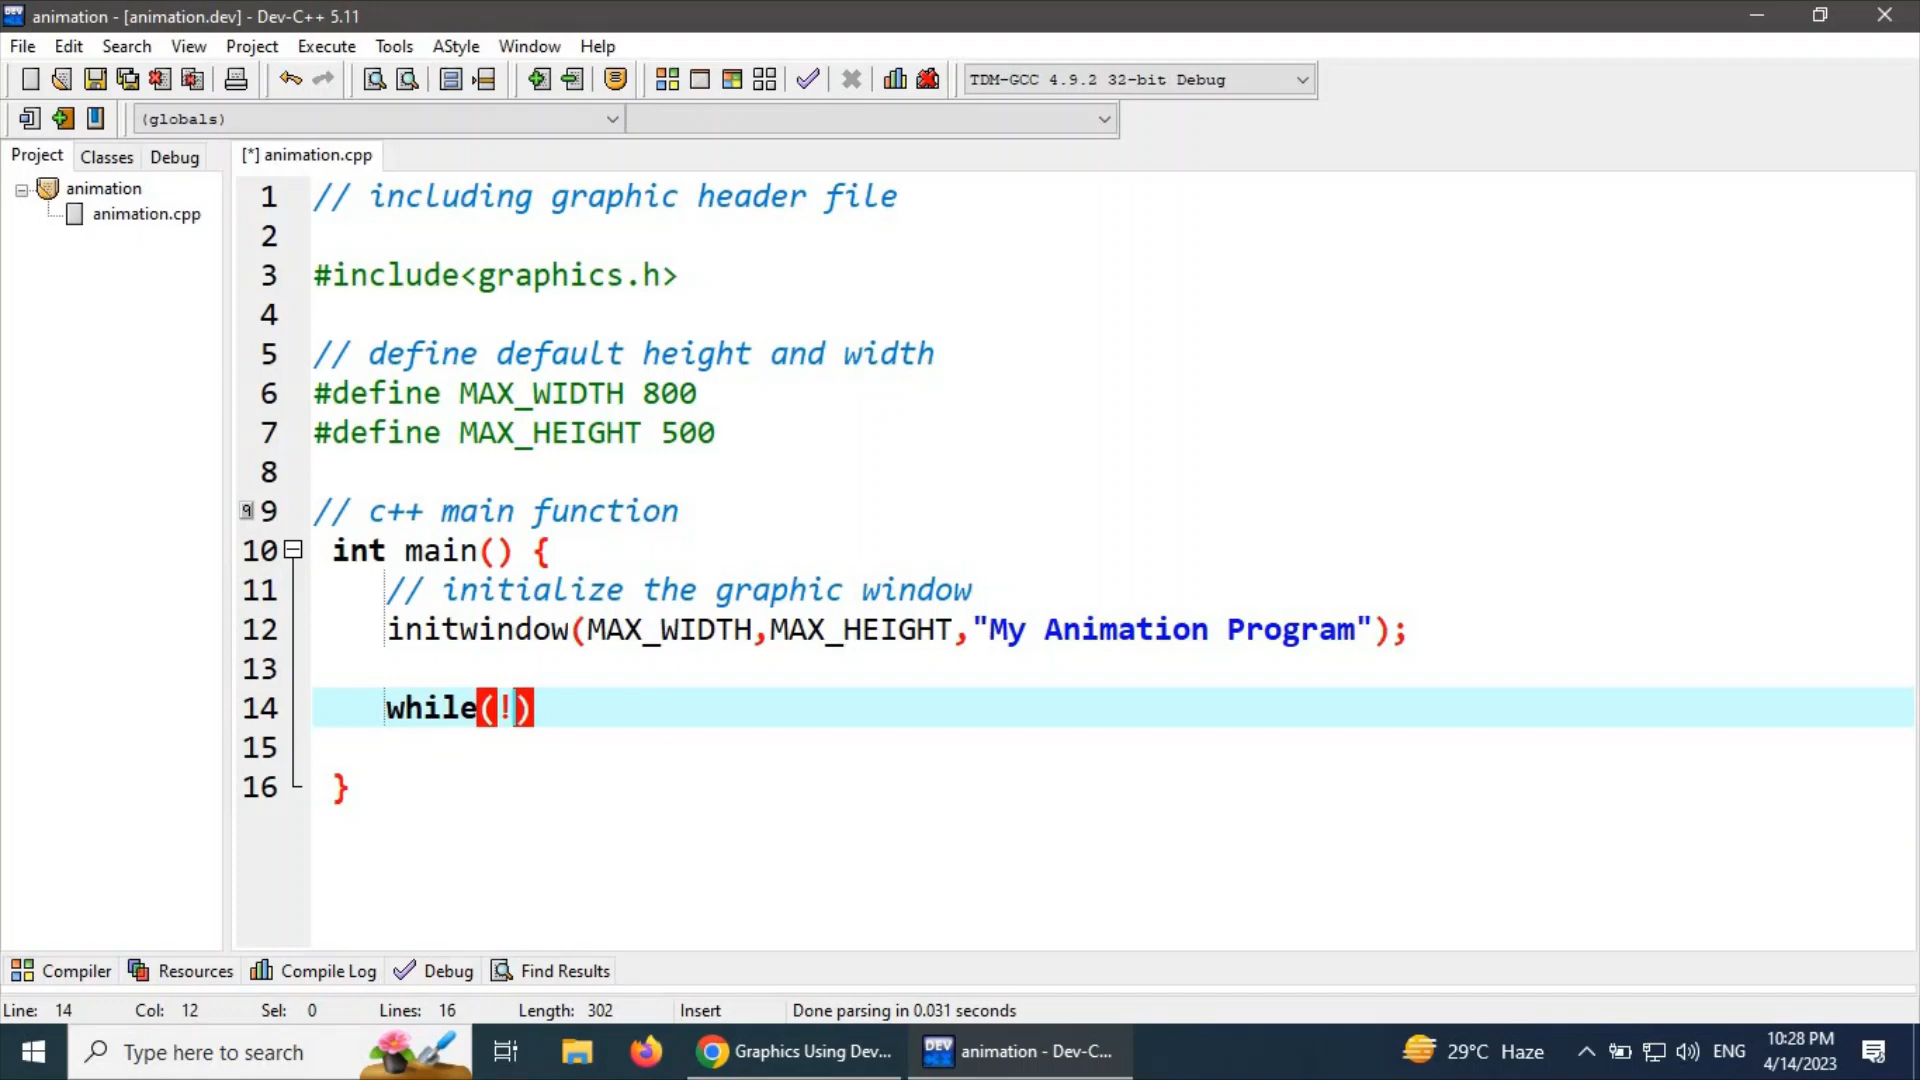 animation - [animation.dev] - Dev-C++ 5.11
File Edit Search View Project Execute Tools AStyle Window Help
TDM-GCC 4.9.2 32-bit Debug
(globals)
Project Classes Debug [*] animation.cpp
animation
animation.cpp
1 // including graphic header file
2
3 #include<graphics.h>
4
5 // define default height and width
6 #define MAX_WIDTH 800
7 #define MAX_HEIGHT 500
8
9 // c++ main function
10 int main() {
11 // initialize the graphic window
12 initwindow(MAX_WIDTH,MAX_HEIGHT,"My Animation Program");
13
14 while(!)
15
16 }
Compiler Resources Compile Log Debug Find Results
Line: 14 Col: 12 Sel: 0 Lines: 16 Length: 302 Insert Done parsing in 0.031 seconds
Type here to search Graphics Using Dev... DEV animation - Dev-C... 29°C Haze ENG 10:28 PM
4/14/2023